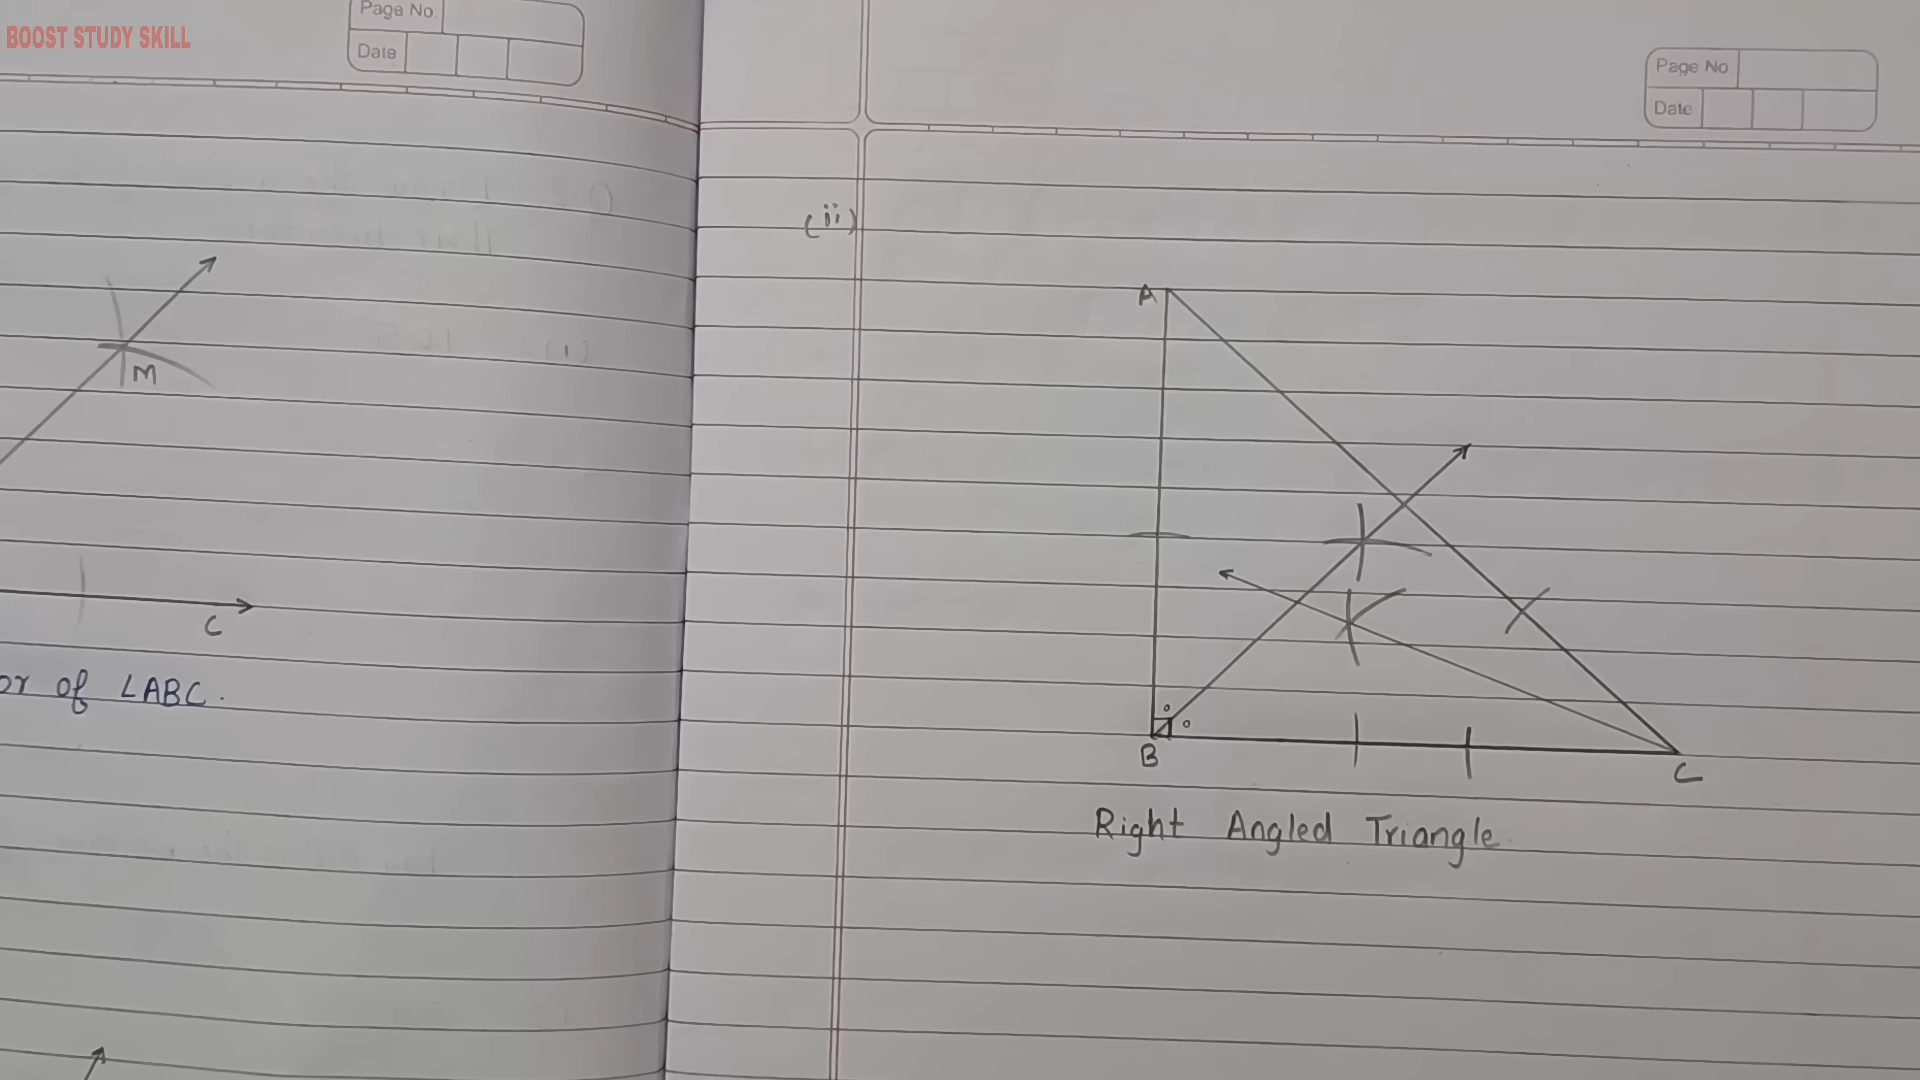 BOOST STUDY SKILL
Page No.
Date
M
C
or of ∠ABC.
Page No.
Date
(ii)
A
B
C
Right Angled Triangle.